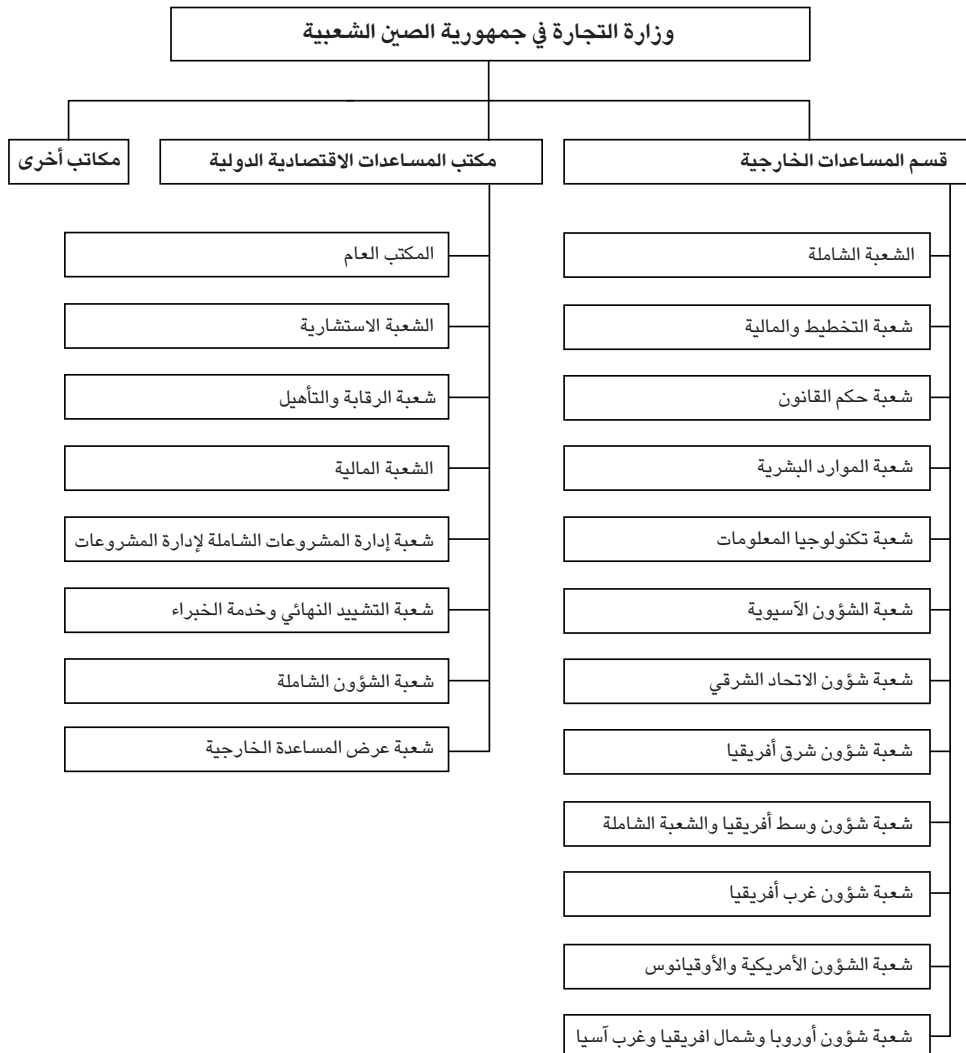 وزارة التجارة في جمهورية الصين الشعبية
قسم المساعدات الخارجية
مكتب المساعدات الاقتصادية الدولية
مكاتب أخرى
الشعبة الشاملة
شعبة التخطيط والمالية
شعبة حكم القانون
شعبة الموارد البشرية
شعبة تكنولوجيا المعلومات
شعبة الشؤون الآسيوية
شعبة شؤون الاتحاد الشرقي
شعبة شؤون شرق أفريقيا
شعبة شؤون وسط أفريقيا والشعبة الشاملة
شعبة شؤون غرب أفريقيا
شعبة الشؤون الأمريكية والأوقيانوس
شعبة شؤون أوروبا وشمال افريقيا وغرب آسيا
المكتب العام
الشعبة الاستشارية
شعبة الرقابة والتأهيل
الشعبة المالية
شعبة إدارة المشروعات الشاملة لإدارة المشروعات
شعبة التشييد النهائي وخدمة الخبراء
شعبة الشؤون الشاملة
شعبة عرض المساعدة الخارجية